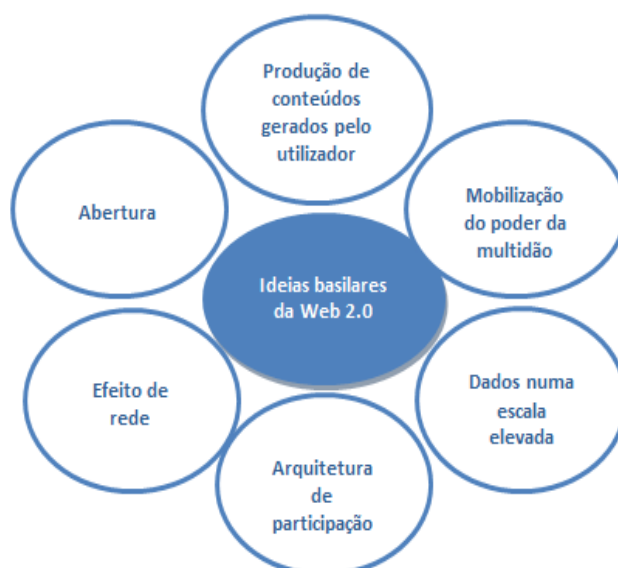 Produção de
conteúdos
gerados pelo
utilizador
Mobilização
do poder da
multidão
Dados numa
escala
elevada
Arquitetura
de
participação
Efeito de
rede
Abertura
Ideias basilares
da Web 2.0